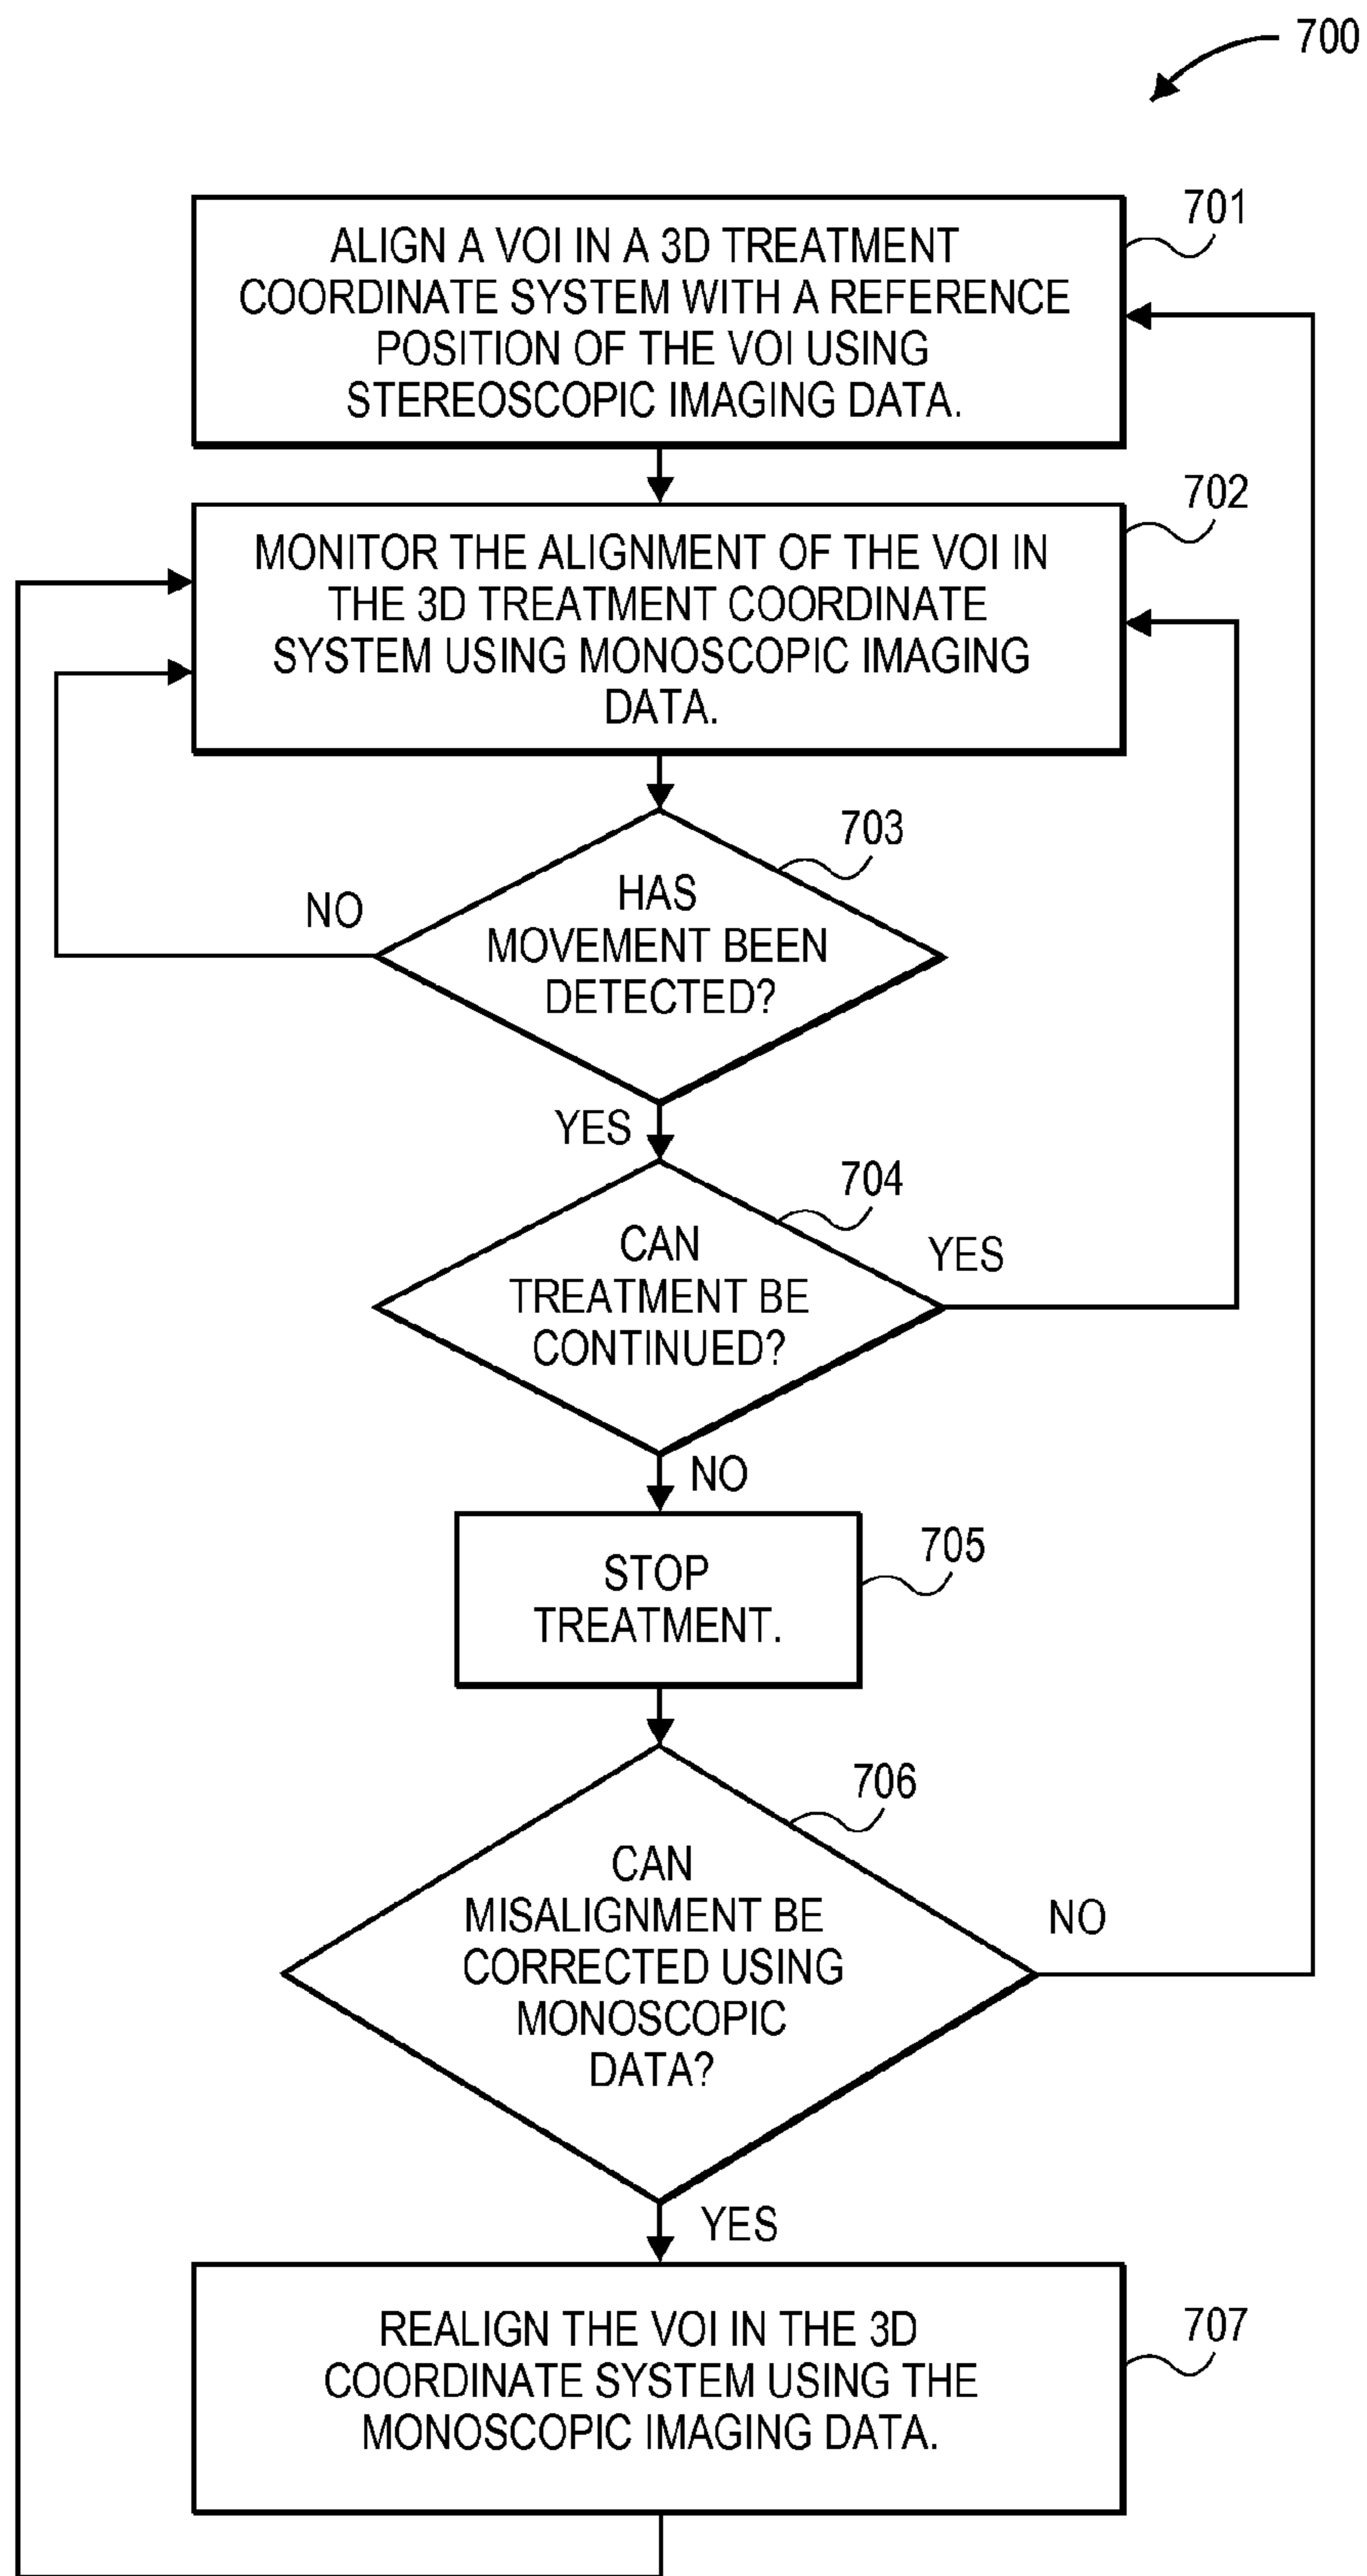 700
701
ALIGN A VOI IN A 3D TREATMENT
COORDINATE SYSTEM WITH A REFERENCE
POSITION OF THE VOI USING
STEREOSCOPIC IMAGING DATA.
702
MONITOR THE ALIGNMENT OF THE VOI IN
THE 3D TREATMENT COORDINATE
SYSTEM USING MONOSCOPIC IMAGING
DATA.
703
HAS
MOVEMENT BEEN
DETECTED?
NO
YES
704
CAN
TREATMENT BE
CONTINUED?
YES
NO
705
STOP
TREATMENT.
706
CAN
MISALIGNMENT BE
CORRECTED USING
MONOSCOPIC
DATA?
NO
YES
707
REALIGN THE VOI IN THE 3D
COORDINATE SYSTEM USING THE
MONOSCOPIC IMAGING DATA.